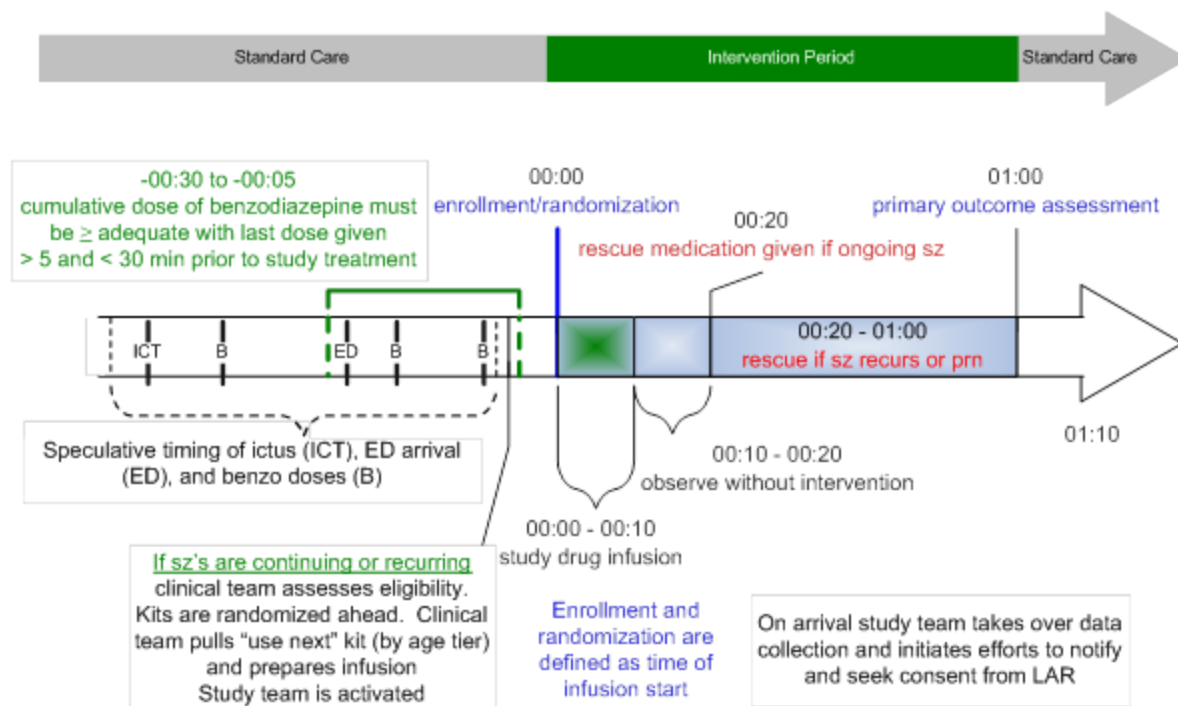 Standard Care
Intervention Period
Standard Care
-00:30 to -00:05
cumulative dose of benzodiazepine must
be ≥ adequate with last dose given
> 5 and < 30 min prior to study treatment
00:00
enrollment/randomization
01:00
primary outcome assessment
00:20
rescue medication given if ongoing sz
ICT
B
ED
B
B
00:20 - 01:00
rescue if sz recurs or prn
01:10
Speculative timing of ictus (ICT), ED arrival
(ED), and benzo doses (B)
00:10 - 00:20
observe without intervention
00:00 - 00:10
study drug infusion
If sz's are continuing or recurring
clinical team assesses eligibility.
Kits are randomized ahead. Clinical
team pulls “use next” kit (by age tier)
and prepares infusion
Study team is activated
Enrollment and
randomization are
defined as time of
infusion start
On arrival study team takes over data
collection and initiates efforts to notify
and seek consent from LAR